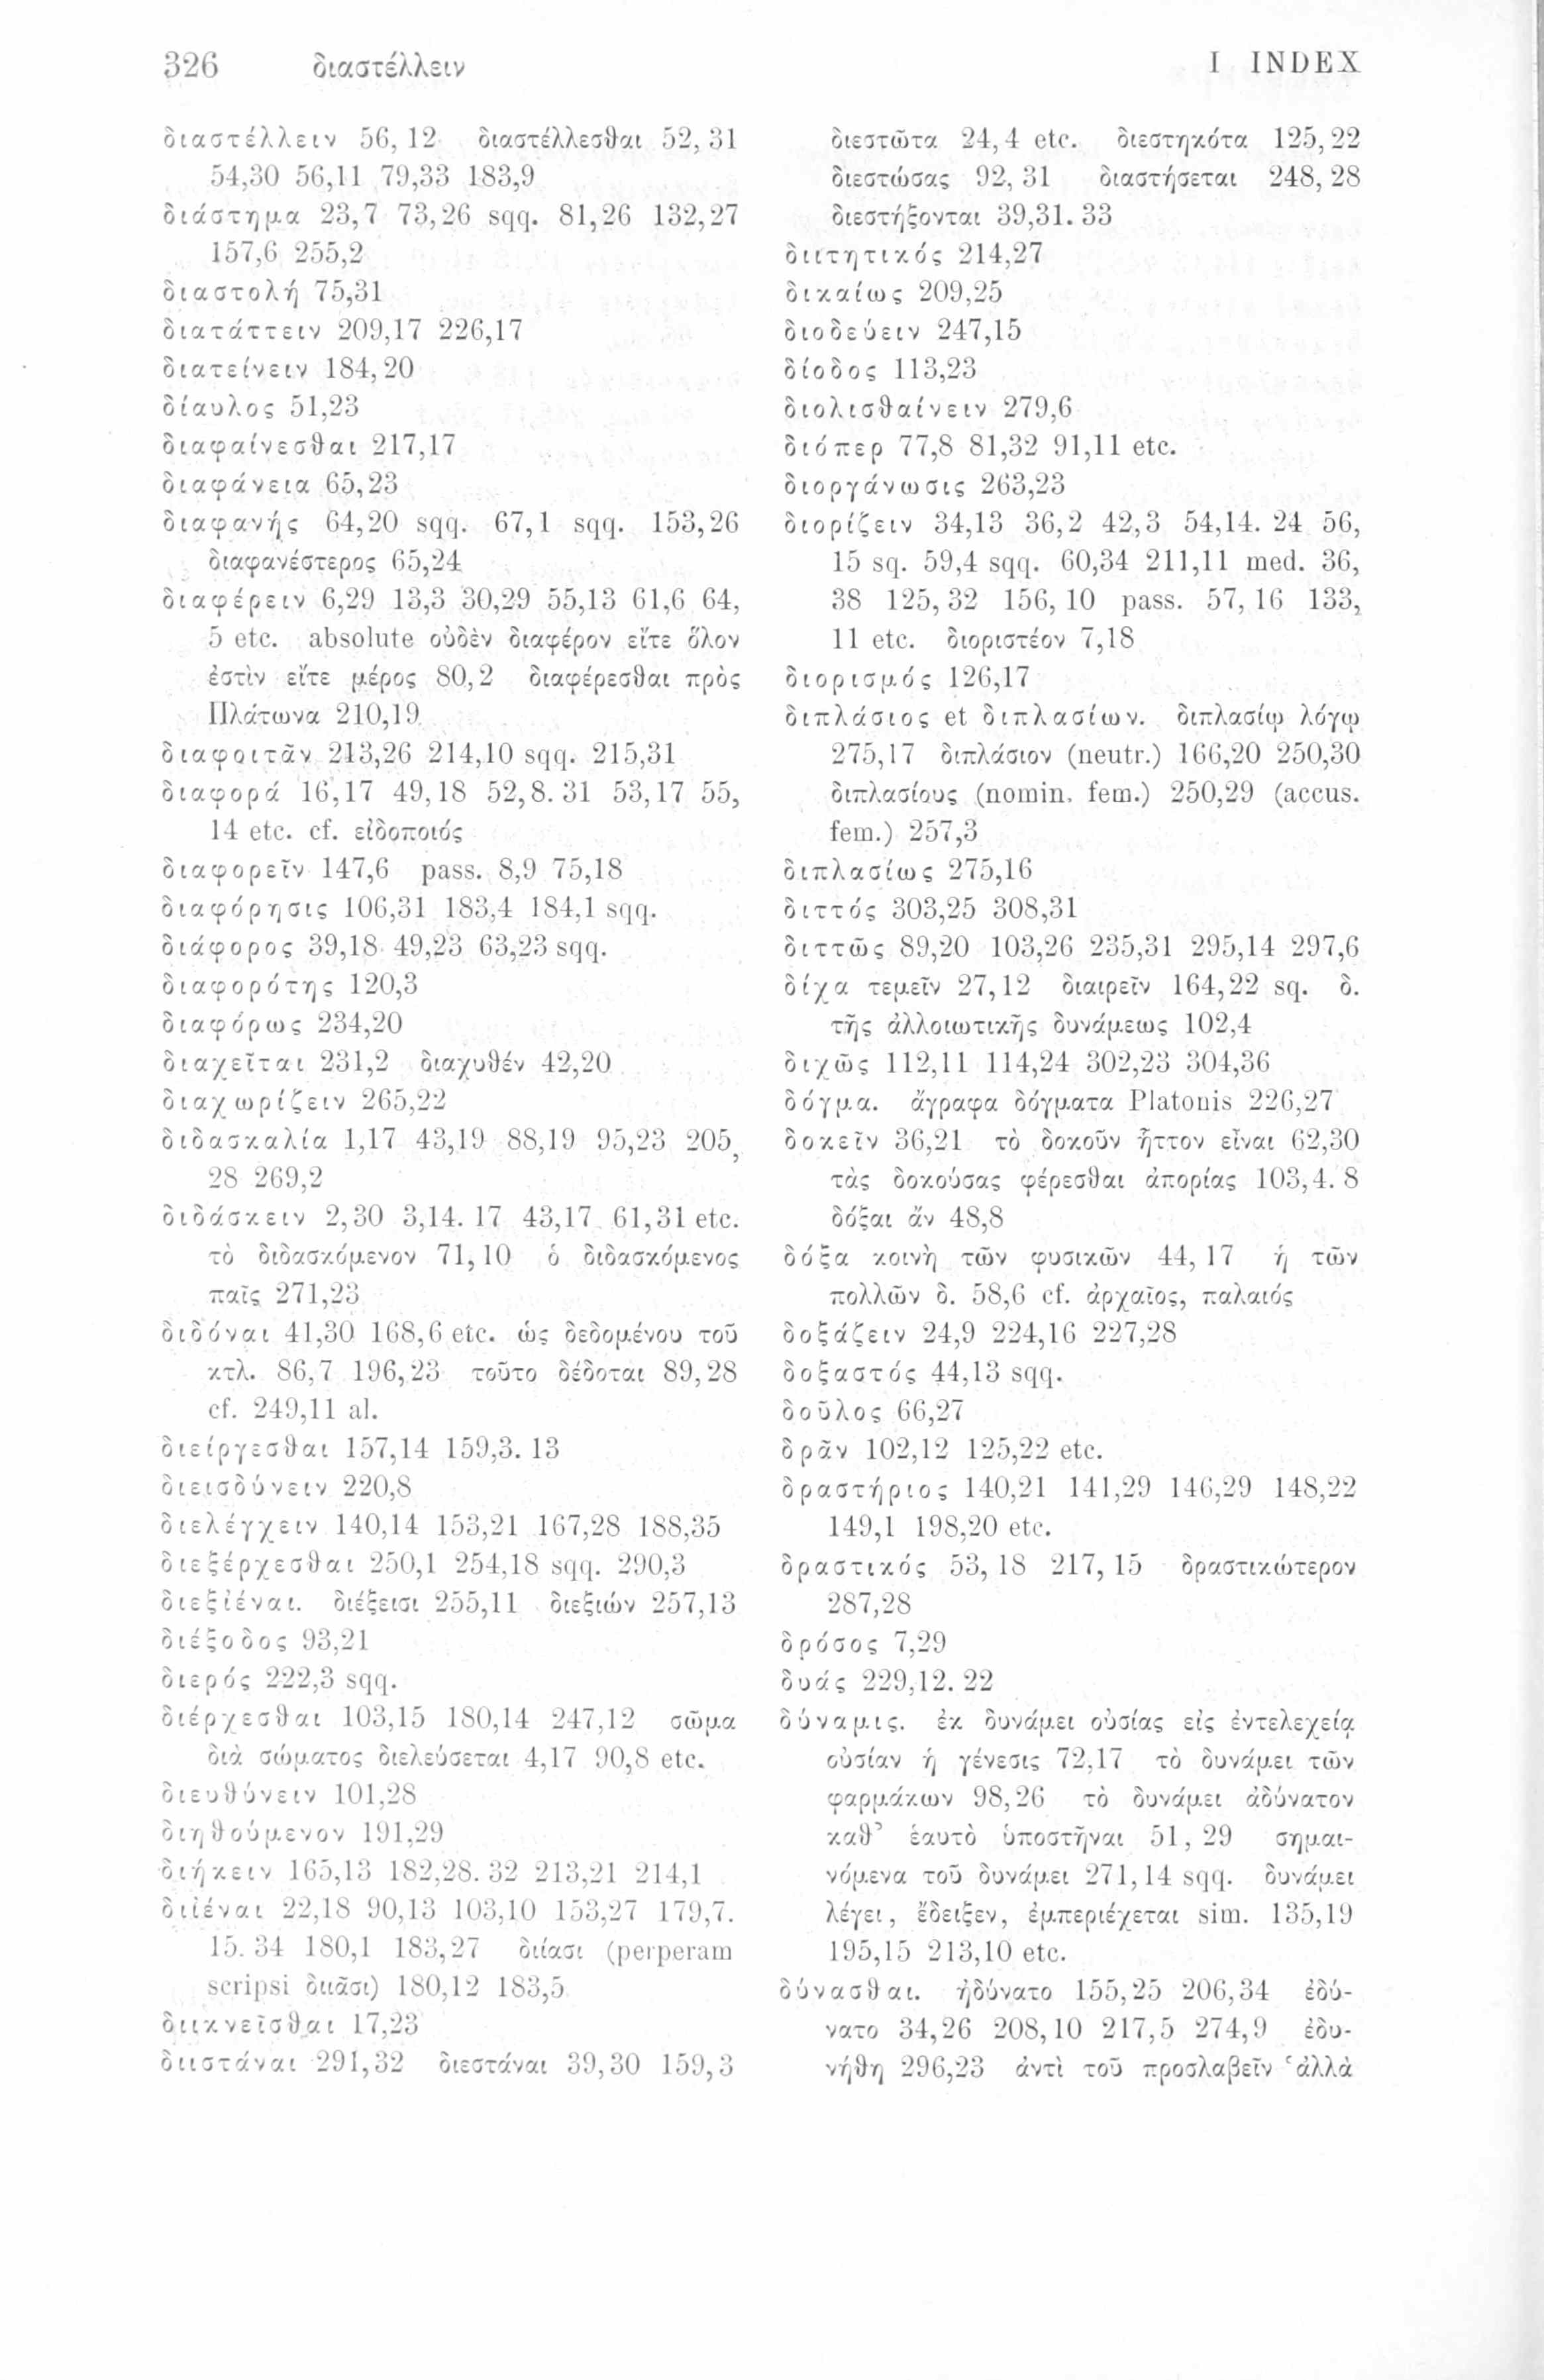 326 διαστέλλειν I INDEX
διαστέλλειν 56, 12 διαστέλλεσθαι 52, 31
54,30 56,11 79,33 183,9
διάστημα 23,7 73,26 sqq. 81,26 132,27
157,6 255,2
διαστολή 75,31
διατάττειν 209,17 226,17
διατείνειν 184,20
δίαυλος 51,23
διαφαίνεσθαι 217,17
διαφάνεια 65,23
διαφανής 64,20 sqq. 67,1 sqq. 153,26
διαφανέστερος 65,24
διαφέρειν 6,29 13,3 30,29 55,13 61,6 64,
5 etc. absolute οὐδὲν διαφέρον εἴτε ὅλον
ἐστὶν εἴτε μέρος 80,2 διαφέρεσθαι πρὸς
Πλάτωνα 210,19
διαφοιτᾶν 213,26 214,10 sqq. 215,31
διαφορά 16,17 49,18 52,8. 31 53,17 55,
14 etc. cf. εἰδοποιός
διαφορεῖν 147,6 pass. 8,9 75,18
διαφόρησις 106,31 183,4 184,1 sqq.
διάφορος 39,18 49,23 63,23 sqq.
διαφορότης 120,3
διαφόρως 234,20
διαχεῖται 231,2 διαχυθέν 42,20
διαχωρίζειν 265,22
διδασκαλία 1,17 43,19 88,19 95,23 205,
28 269,2
διδάσκειν 2,30 3,14. 17 43,17 61,31 etc.
τὸ διδασκόμενον 71,10 ὁ διδασκόμενος
παῖς 271,23
διδόναι 41,30 168,6 etc. ὡς δεδομένου τοῦ
κτλ. 86,7 196,23 τοῦτο δέδοται 89,28
cf. 249,11 al.
διείργεσθαι 157,14 159,3. 13
διεισδύνειν 220,8
διελέγχειν 140,14 153,21 167,28 188,35
διεξέρχεσθαι 250,1 254,18 sqq. 290,3
διεξιέναι. διέξεισι 255,11 διεξιών 257,13
διέξοδος 93,21
διερός 222,3 sqq.
διέρχεσθαι 103,15 180,14 247,12 σῶμα
διὰ σώματος διελεύσεται 4,17 90,8 etc.
διευθύνειν 101,28
διηθούμενον 191,29
διήκειν 165,13 182,28. 32 213,21 214,1
διιέναι 22,18 90,13 103,10 153,27 179,7.
15. 34 180,1 183,27 διίασι (perperam
scripsi διιᾶσι) 180,12 183,5
διικνεῖσθαι 17,23
διιστάναι 291,32 διεστάναι 39,30 159,3
διεστῶτα 24,4 etc. διεστηκότα 125,22
διεστώσας 92, 31 διαστήσεται 248, 28
διεστήξονται 39,31. 33
διιτητικός 214,27
δικαίως 209,25
διοδεύειν 247,15
δίοδος 113,23
διολισθαίνειν 279,6
διόπερ 77,8 81,32 91,11 etc.
διοργάνωσις 263,23
διορίζειν 34,13 36,2 42,3 54,14. 24 56,
15 sq. 59,4 sqq. 60,34 211,11 med. 36,
38 125,32 156,10 pass. 57,16 133,
11 etc. διοριστέον 7,18
διορισμός 126,17
διπλάσιος et διπλασίων. διπλασίῳ λόγῳ
275,17 διπλάσιον (neutr.) 166,20 250,30
διπλασίους (nomin. fem.) 250,29 (accus.
fem.) 257,3
διπλασίως 275,16
διττός 303,25 308,31
διττῶς 89,20 103,26 235,31 295,14 297,6
δίχα τεμεῖν 27,12 διαιρεῖν 164,22 sq. δ.
τῆς ἀλλοιωτικῆς δυνάμεως 102,4
διχῶς 112,11 114,24 302,23 304,36
δόγμα. ἄγραφα δόγματα Platonis 226,27
δοκεῖν 36,21 τὸ δοκοῦν ἧττον εἶναι 62,30
τὰς δοκούσας φέρεσθαι ἀπορίας 103,4. 8
δόξαι ἄν 48,8
δόξα κοινὴ τῶν φυσικῶν 44, 17 ἡ τῶν
πολλῶν δ. 58,6 cf. ἀρχαῖος, παλαιός
δοξάζειν 24,9 224,16 227,28
δοξαστός 44,13 sqq.
δοῦλος 66,27
δρᾶν 102,12 125,22 etc.
δραστήριος 140,21 141,29 146,29 148,22
149,1 198,20 etc.
δραστικός 53, 18 217, 15 δραστικώτερον
287,28
δρόσος 7,29
δυάς 229,12. 22
δύναμις. ἐκ δυνάμει οὐσίας εἰς ἐντελεχείᾳ
οὐσίαν ἡ γένεσις 72,17 τὸ δυνάμει τῶν
φαρμάκων 98,26 τὸ δυνάμει ἀδύνατον
καθ’ ἑαυτὸ ὑποστῆναι 51, 29 σημαι-
νόμενα τοῦ δυνάμει 271,14 sqq. δυνάμει
λέγει, ἔδειξεν, ἐμπεριέχεται sim. 135,19
195,15 213,10 etc.
δύνασθαι. ἠδύνατο 155,25 206,34 ἐδύ-
νατο 34,26 208,10 217,5 274,9 ἐδυ-
νήθη 296,23 ἀντὶ τοῦ προσλαβεῖν ‘ἀλλὰ